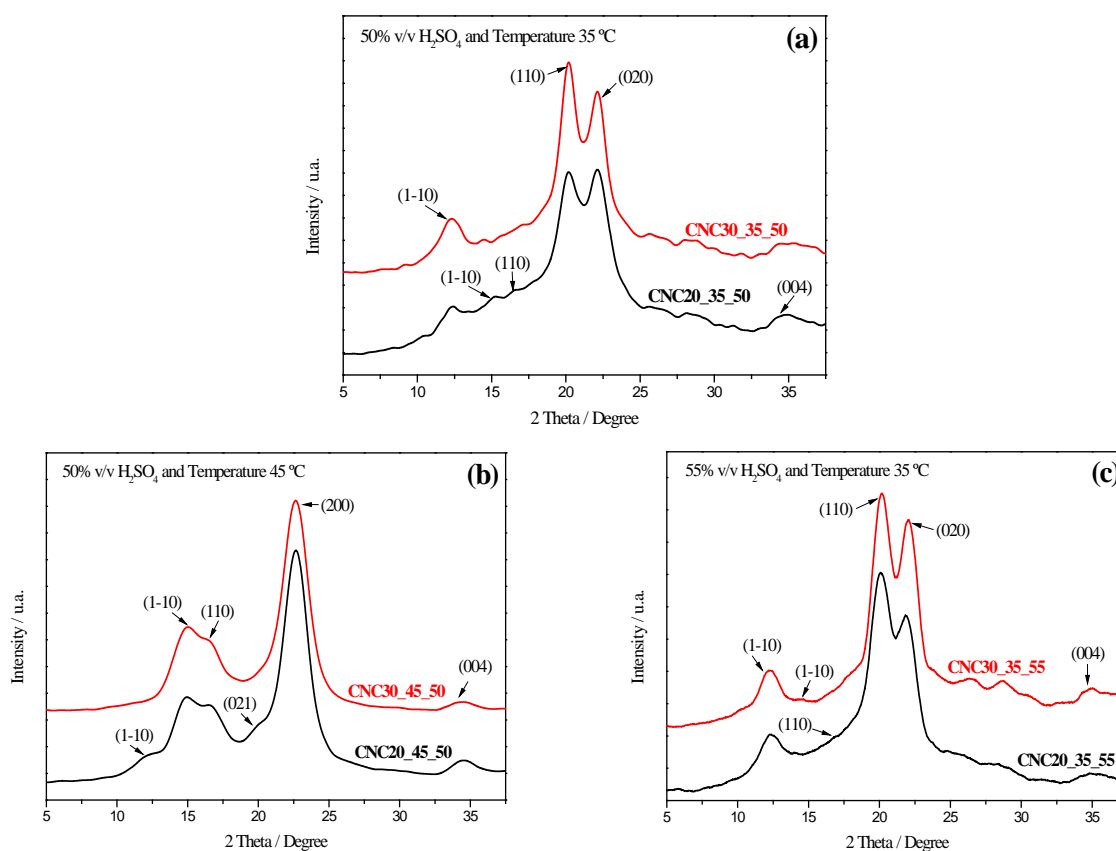 50% v/v H₂SO₄ and Temperature 35 ºC
(a)
(110)
(020)
(1-10)
CNC30_35_50
(1-10)
(110)
CNC20_35_50
(004)
Intensity / u.a.
5 10 15 20 25 30 35
2 Theta / Degree
50% v/v H₂SO₄ and Temperature 45 ºC
(b)
(200)
(1-10)
(110)
CNC30_45_50
(004)
(021)
(1-10)
CNC20_45_50
Intensity / u.a.
5 10 15 20 25 30 35
2 Theta / Degree
55% v/v H₂SO₄ and Temperature 35 ºC
(c)
(110)
(020)
(1-10)
(1-10)
CNC30_35_55
(004)
(110)
CNC20_35_55
Intensity / u.a.
5 10 15 20 25 30 35
2 Theta / Degree